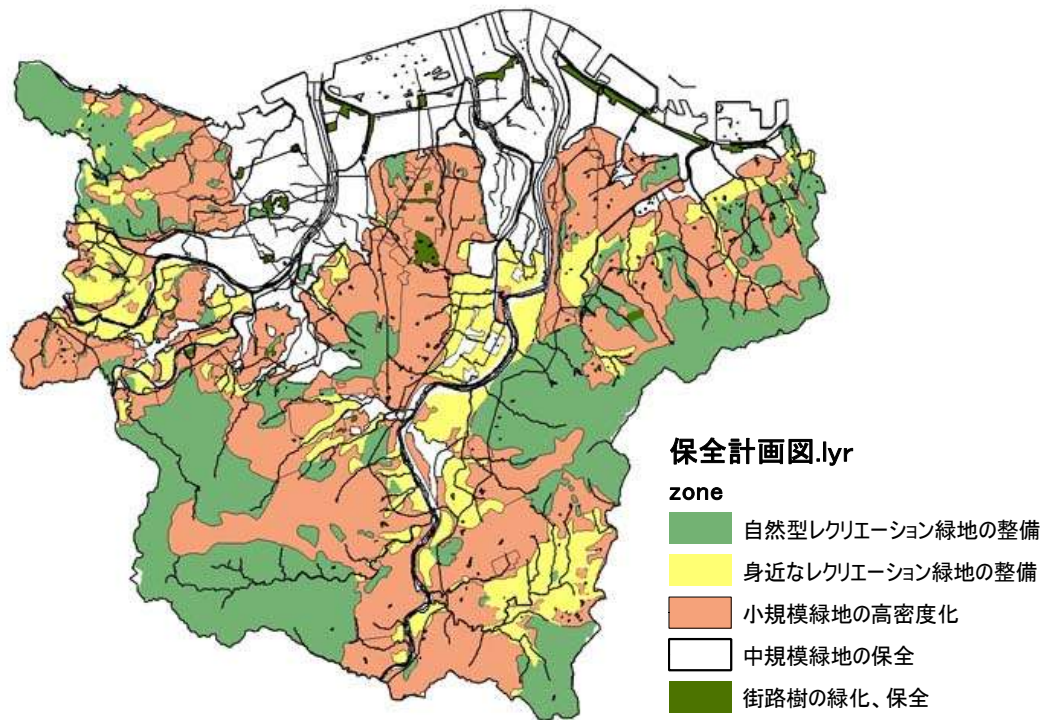 保全計画図.lyr
zone
自然型レクリエーション緑地の整備
身近なレクリエーション緑地の整備
小規模緑地の高密度化
中規模緑地の保全
街路樹の緑化、保全